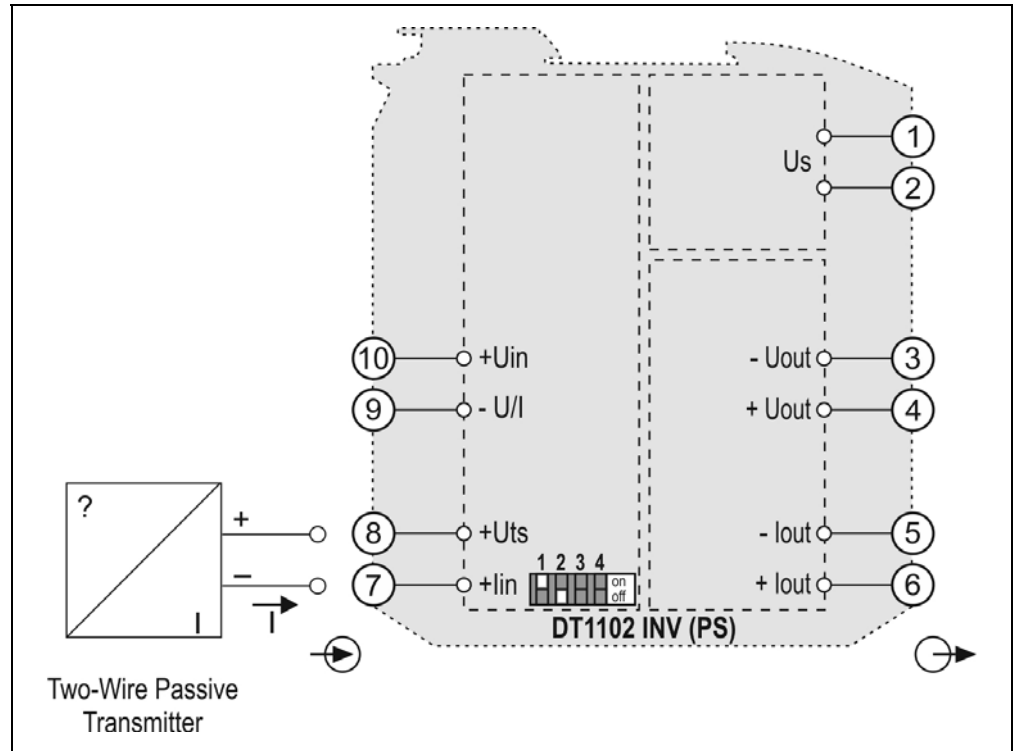 1
Us
2
10 +Uin
- Uout 3
9 - U/I
+ Uout 4
?
+
8 +Uts
- Iout 5
1 2 3 4
on
off
–
7 +Iin
+ Iout 6
I
I
DT1102 INV (PS)
Two-Wire Passive
Transmitter